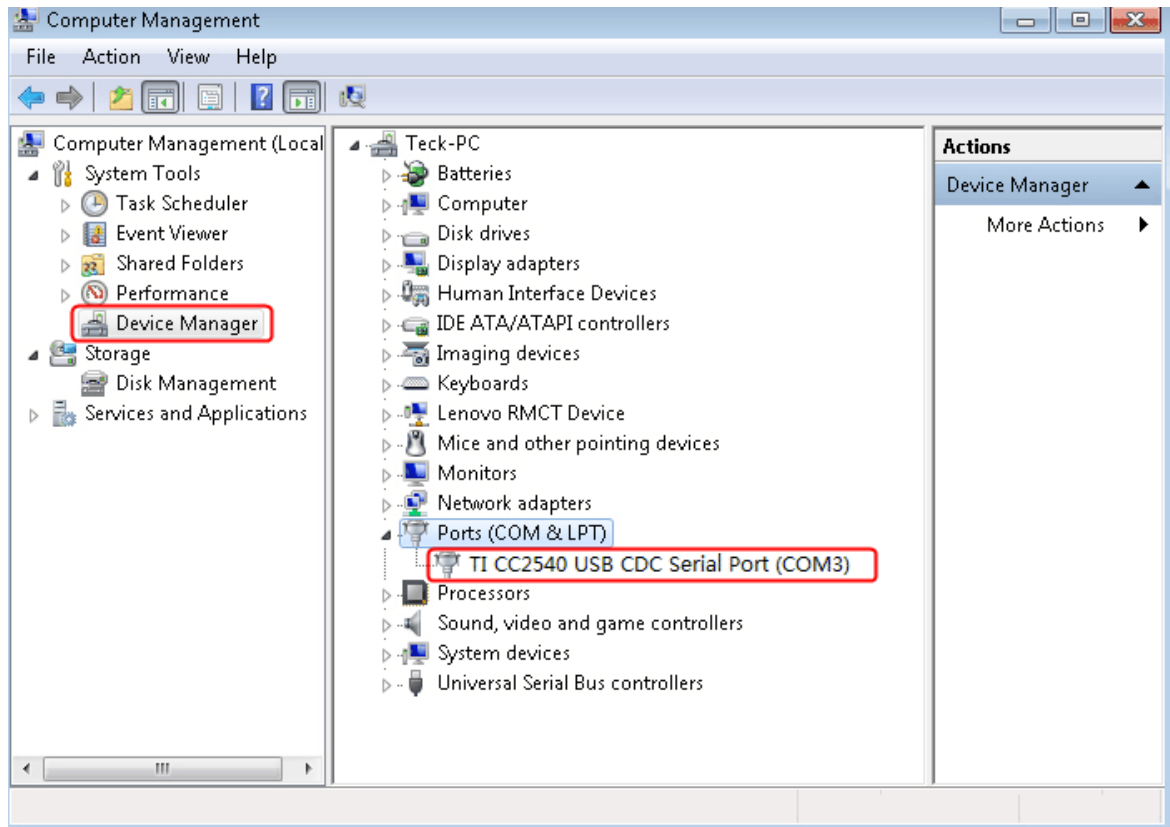 Computer Management
File Action View Help
Computer Management (Local
System Tools
Task Scheduler
Event Viewer
Shared Folders
Performance
Device Manager
Storage
Disk Management
Services and Applications
Teck-PC
Batteries
Computer
Disk drives
Display adapters
Human Interface Devices
IDE ATA/ATAPI controllers
Imaging devices
Keyboards
Lenovo RMCT Device
Mice and other pointing devices
Monitors
Network adapters
Ports (COM & LPT)
TI CC2540 USB CDC Serial Port (COM3)
Processors
Sound, video and game controllers
System devices
Universal Serial Bus controllers
Actions
Device Manager
More Actions